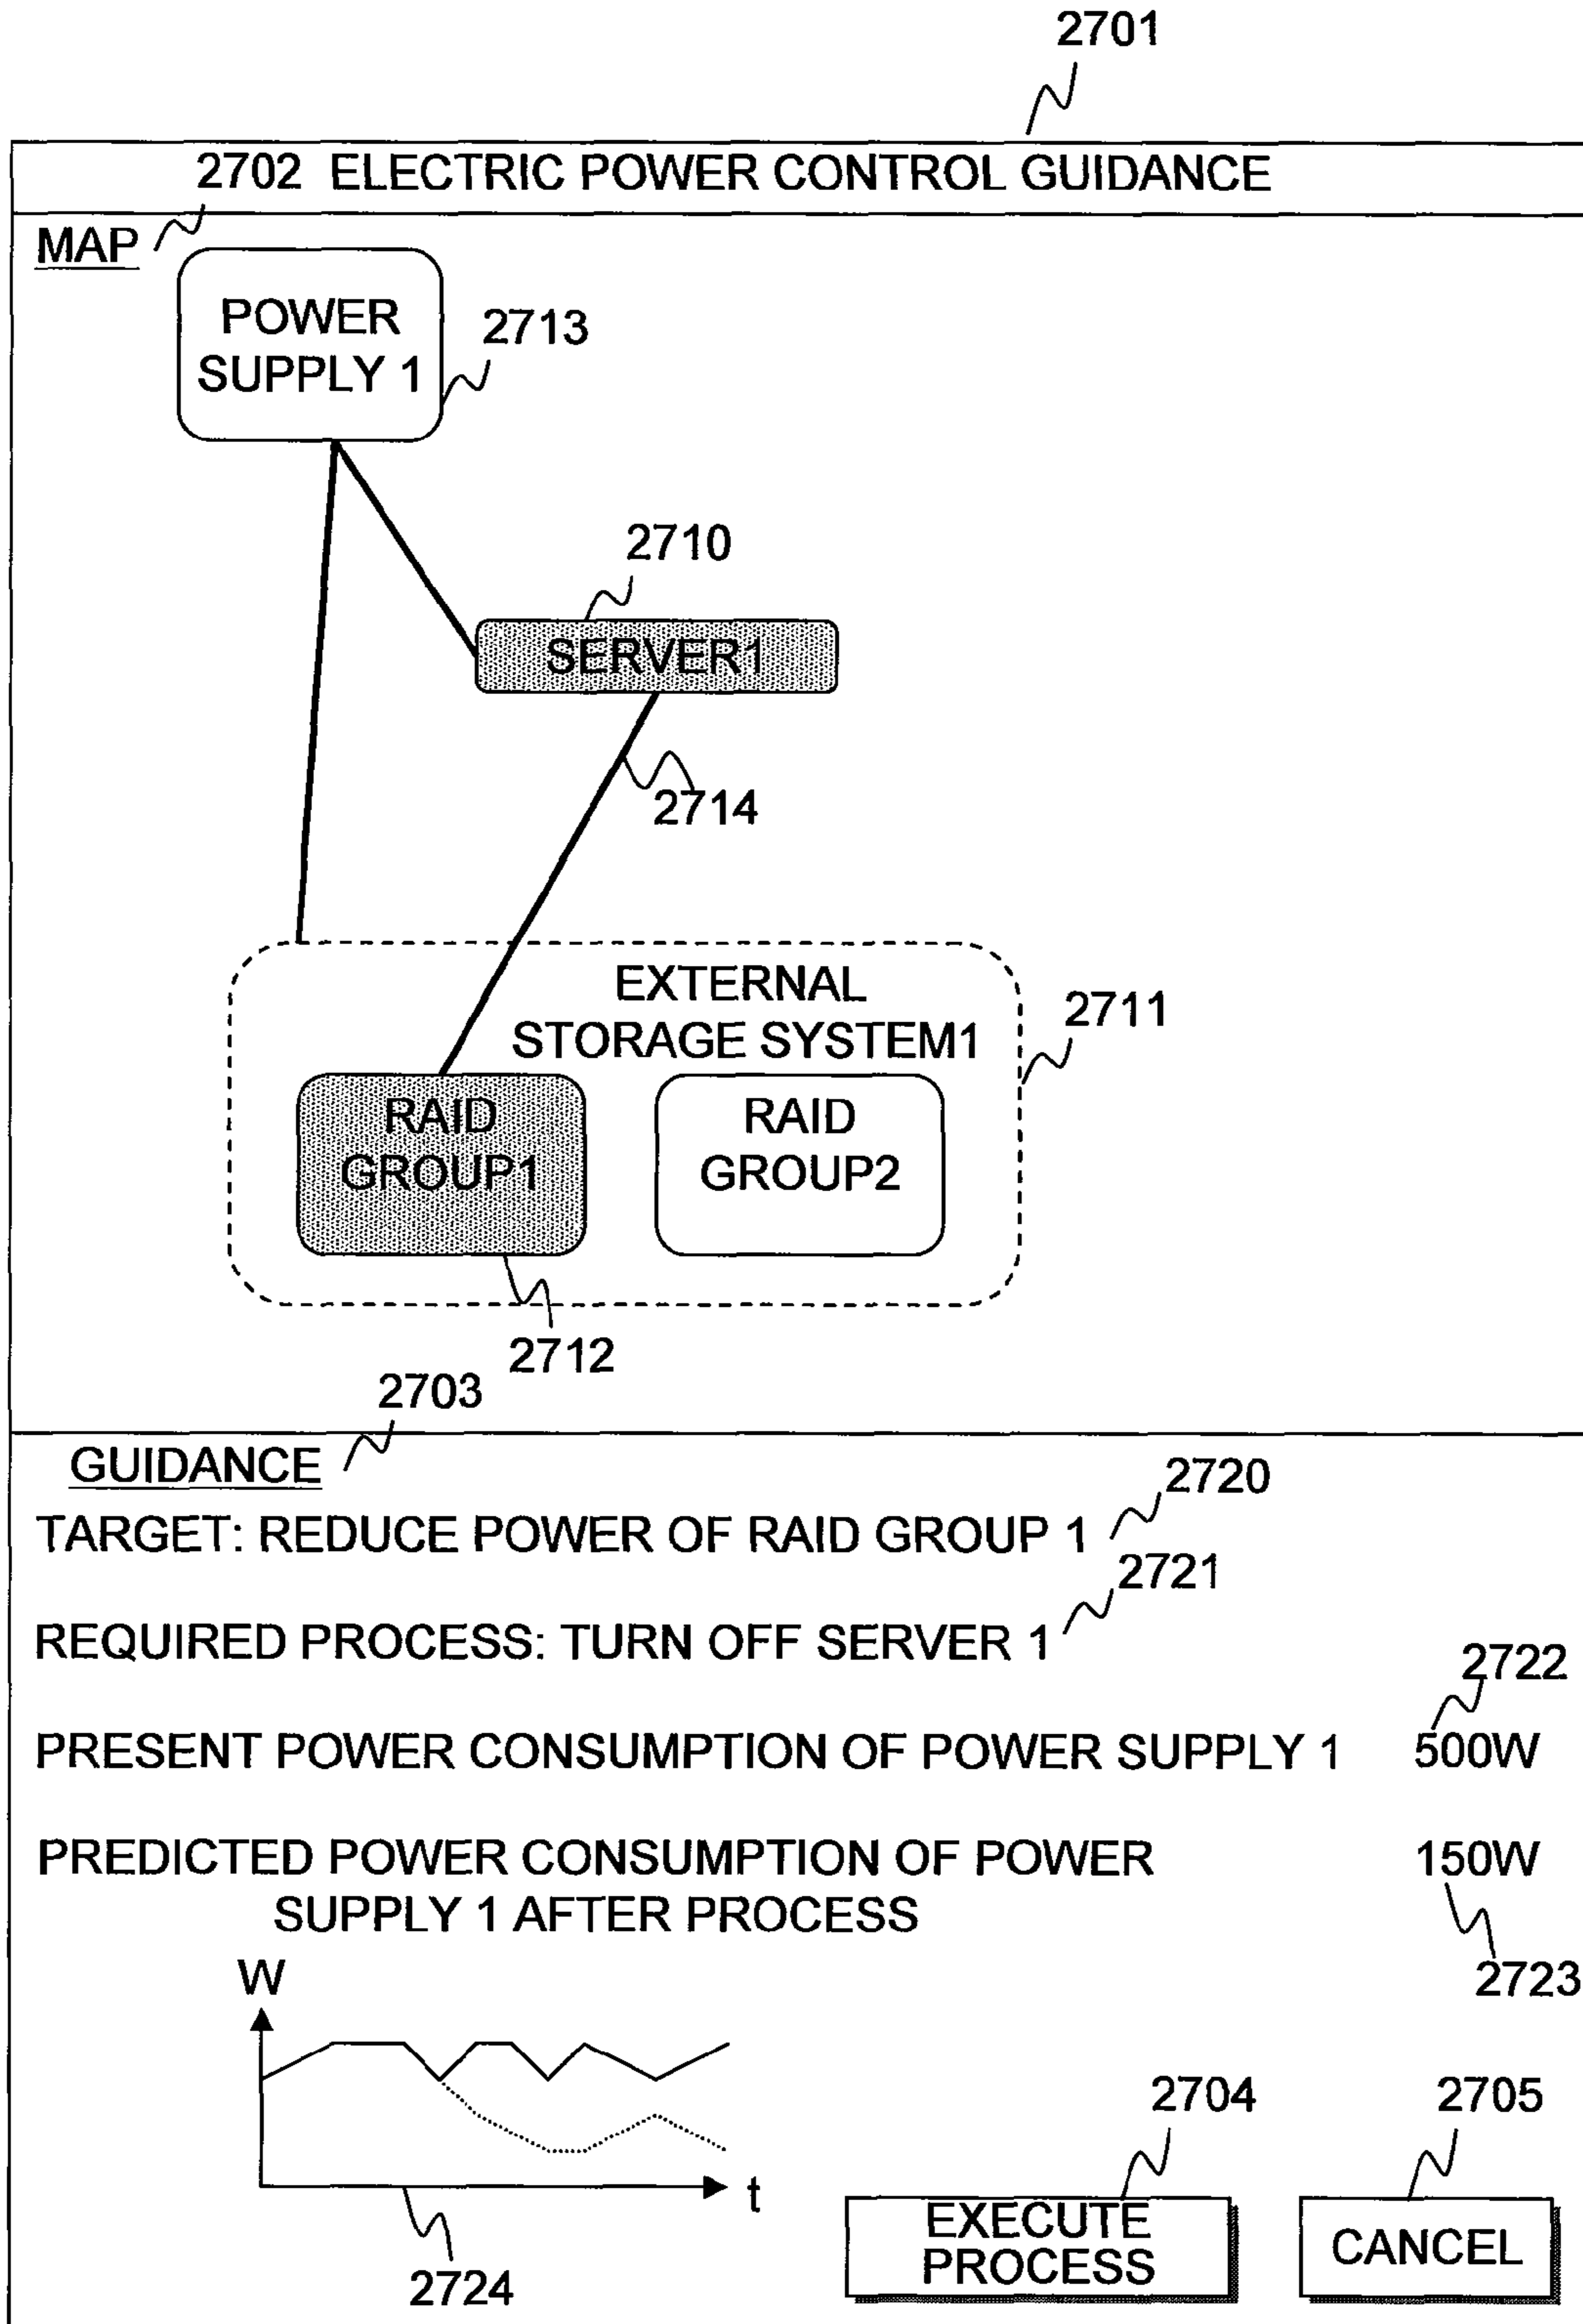 2701
2702 ELECTRIC POWER CONTROL GUIDANCE
MAP
POWER
SUPPLY 1
2713
2710
SERVER1
2714
EXTERNAL
STORAGE SYSTEM1
2711
RAID
GROUP1
RAID
GROUP2
2712
2703
GUIDANCE
2720
TARGET: REDUCE POWER OF RAID GROUP 1
2721
REQUIRED PROCESS: TURN OFF SERVER 1
2722
PRESENT POWER CONSUMPTION OF POWER SUPPLY 1 500W
PREDICTED POWER CONSUMPTION OF POWER 150W
SUPPLY 1 AFTER PROCESS
2723
W
t
2724
2704
2705
EXECUTE
PROCESS
CANCEL